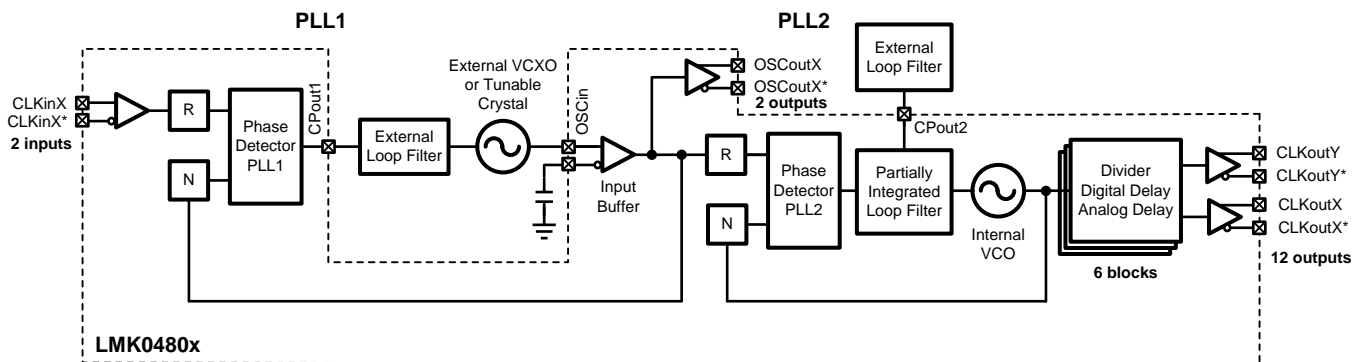 PLL1
PLL2
CLKinX
CLKinX*
2 inputs
R
N
Phase
Detector
PLL1
CPout1
External
Loop Filter
External VCXO
or Tunable
Crystal
OSCin
Input
Buffer
OSCoutX
OSCoutX*
2 outputs
R
N
Phase
Detector
PLL2
External
Loop Filter
CPout2
Partially
Integrated
Loop Filter
Internal
VCO
Divider
Digital Delay
Analog Delay
6 blocks
CLKoutY
CLKoutY*
CLKoutX
CLKoutX*
12 outputs
LMK0480x